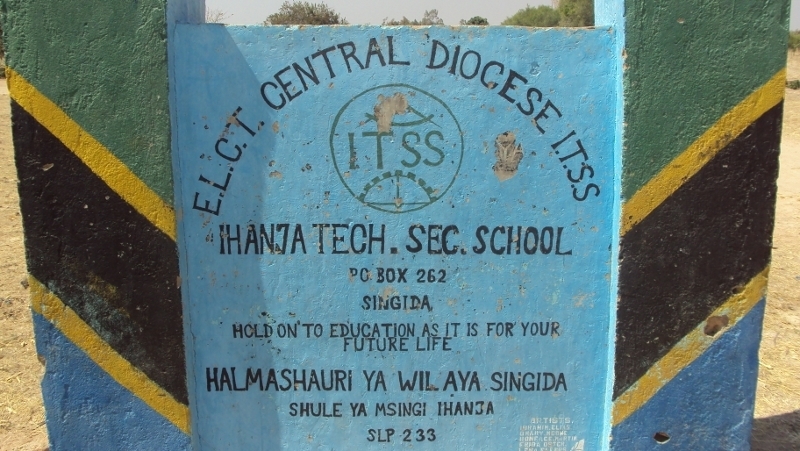 E.L.C.T. CENTRAL DIOCESE I.T.S.S
ITSS
IHANJA TECH. SEC. SCHOOL
PO BOX 262
SINGIDA
HOLD ON TO EDUCATION AS IT IS FOR YOUR
FUTURE LIFE
HALMASHAURI YA WILAYA SINGIDA
SHULE YA MSINGI IHANJA
SLP 233
ARTISTS